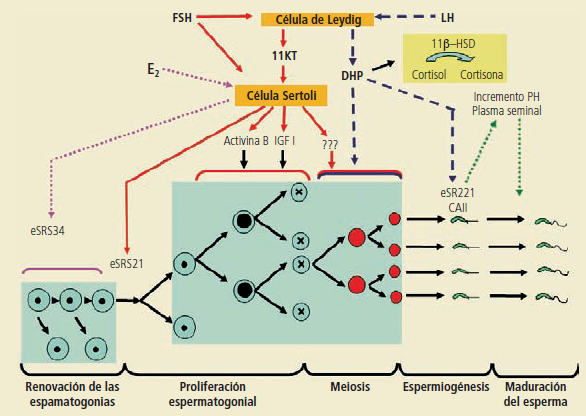 FSH
Célula de Leydig
LH
11KT
11β–HSD
E2
DHP
Cortisol Cortisona
Célula Sertoli
Incremento PH
Plasma seminal
Activina B IGF I
???
eSR221
CAII
eSRS34
eSRS21
Renovación de las
espamatogonias
Proliferación
espermatogonial
Meiosis
Espermiogénesis
Maduración
del esperma